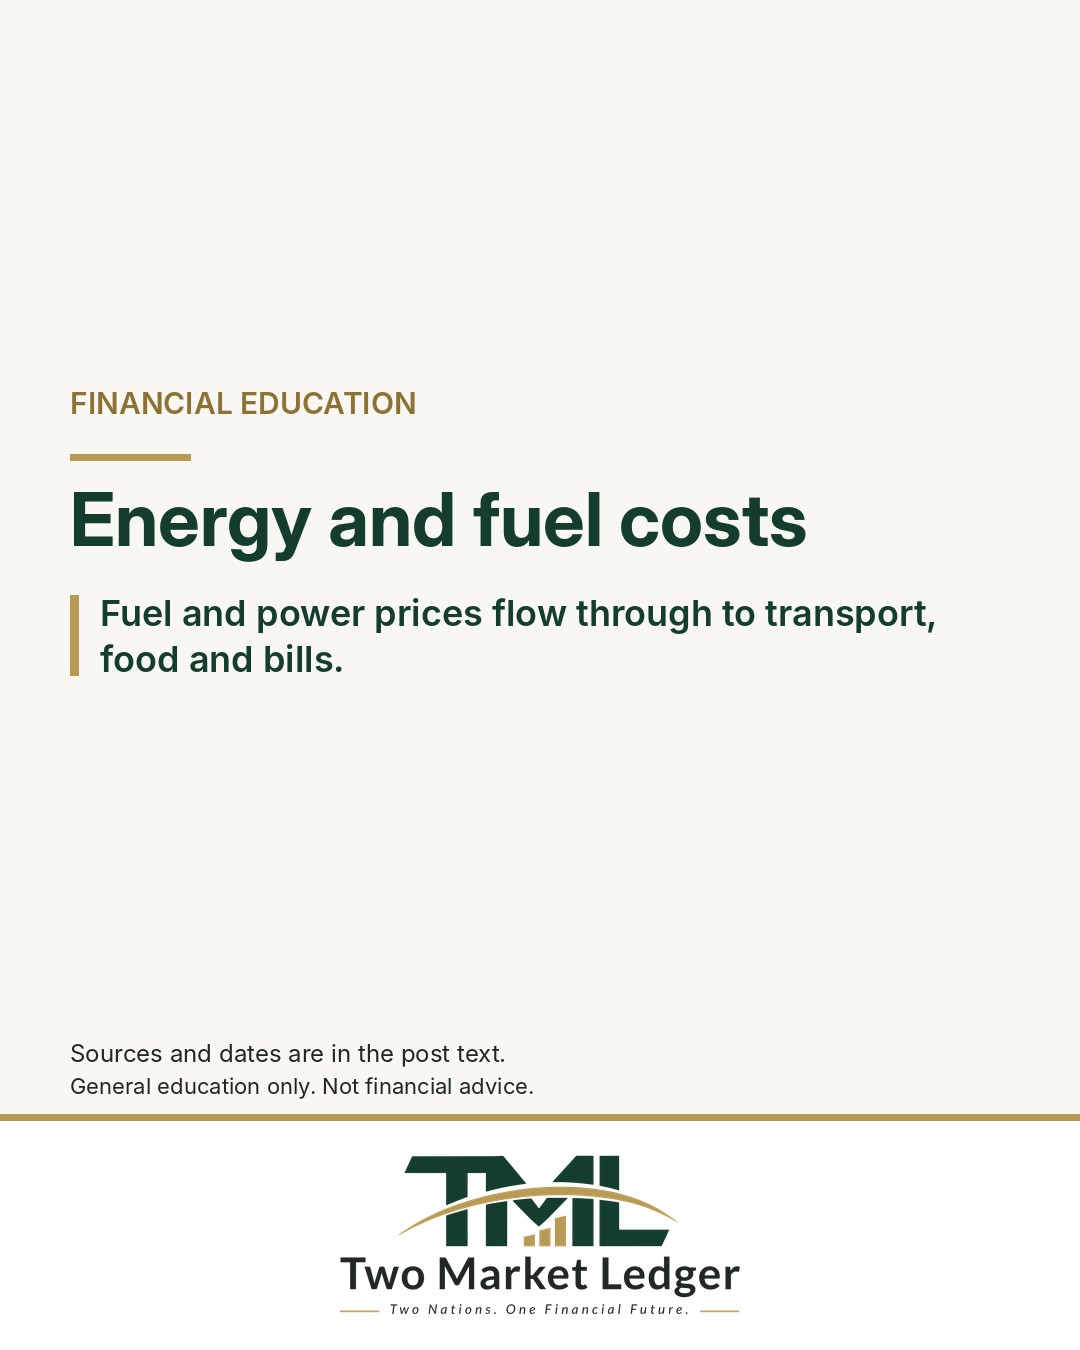 FINANCIAL EDUCATION
Energy and fuel costs
Fuel and power prices flow through to transport,
food and bills.
Sources and dates are in the post text.
General education only. Not financial advice.
TML
Two Market Ledger
Two Nations. One Financial Future.